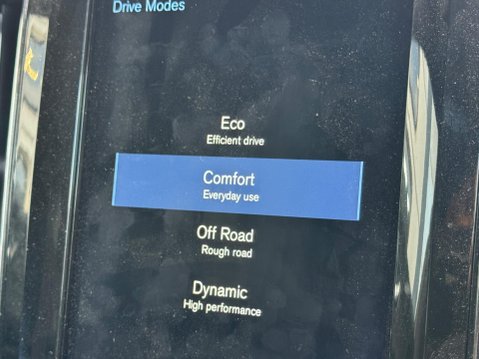 Drive Modes
Eco
Efficient drive
Comfort
Everyday use
Off Road
Rough road
Dynamic
High performance